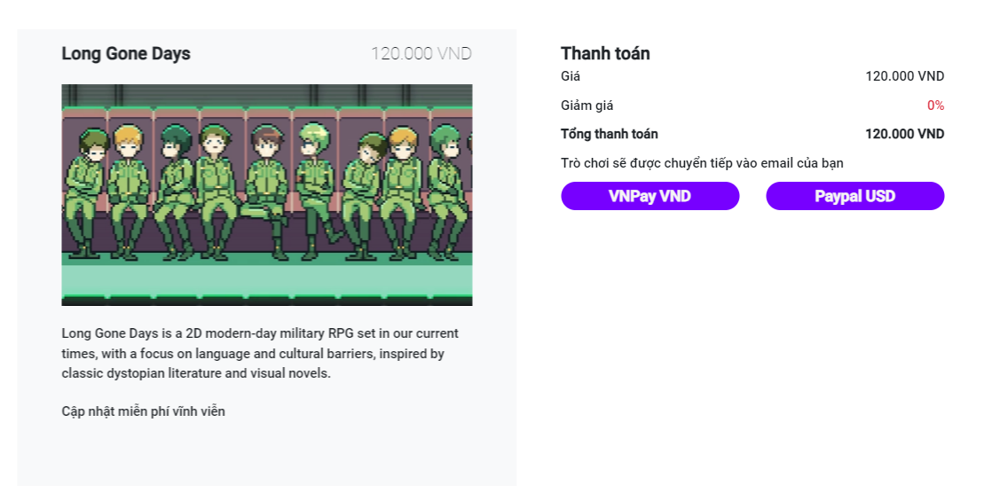 Long Gone Days
120.000 VND
Long Gone Days is a 2D modern-day military RPG set in our current
times, with a focus on language and cultural barriers, inspired by
classic dystopian literature and visual novels.
Cập nhật miễn phí vĩnh viễn
Thanh toán
Giá 120.000 VND
Giảm giá 0%
Tổng thanh toán 120.000 VND
Trò chơi sẽ được chuyển tiếp vào email của bạn
VNPay VND
Paypal USD